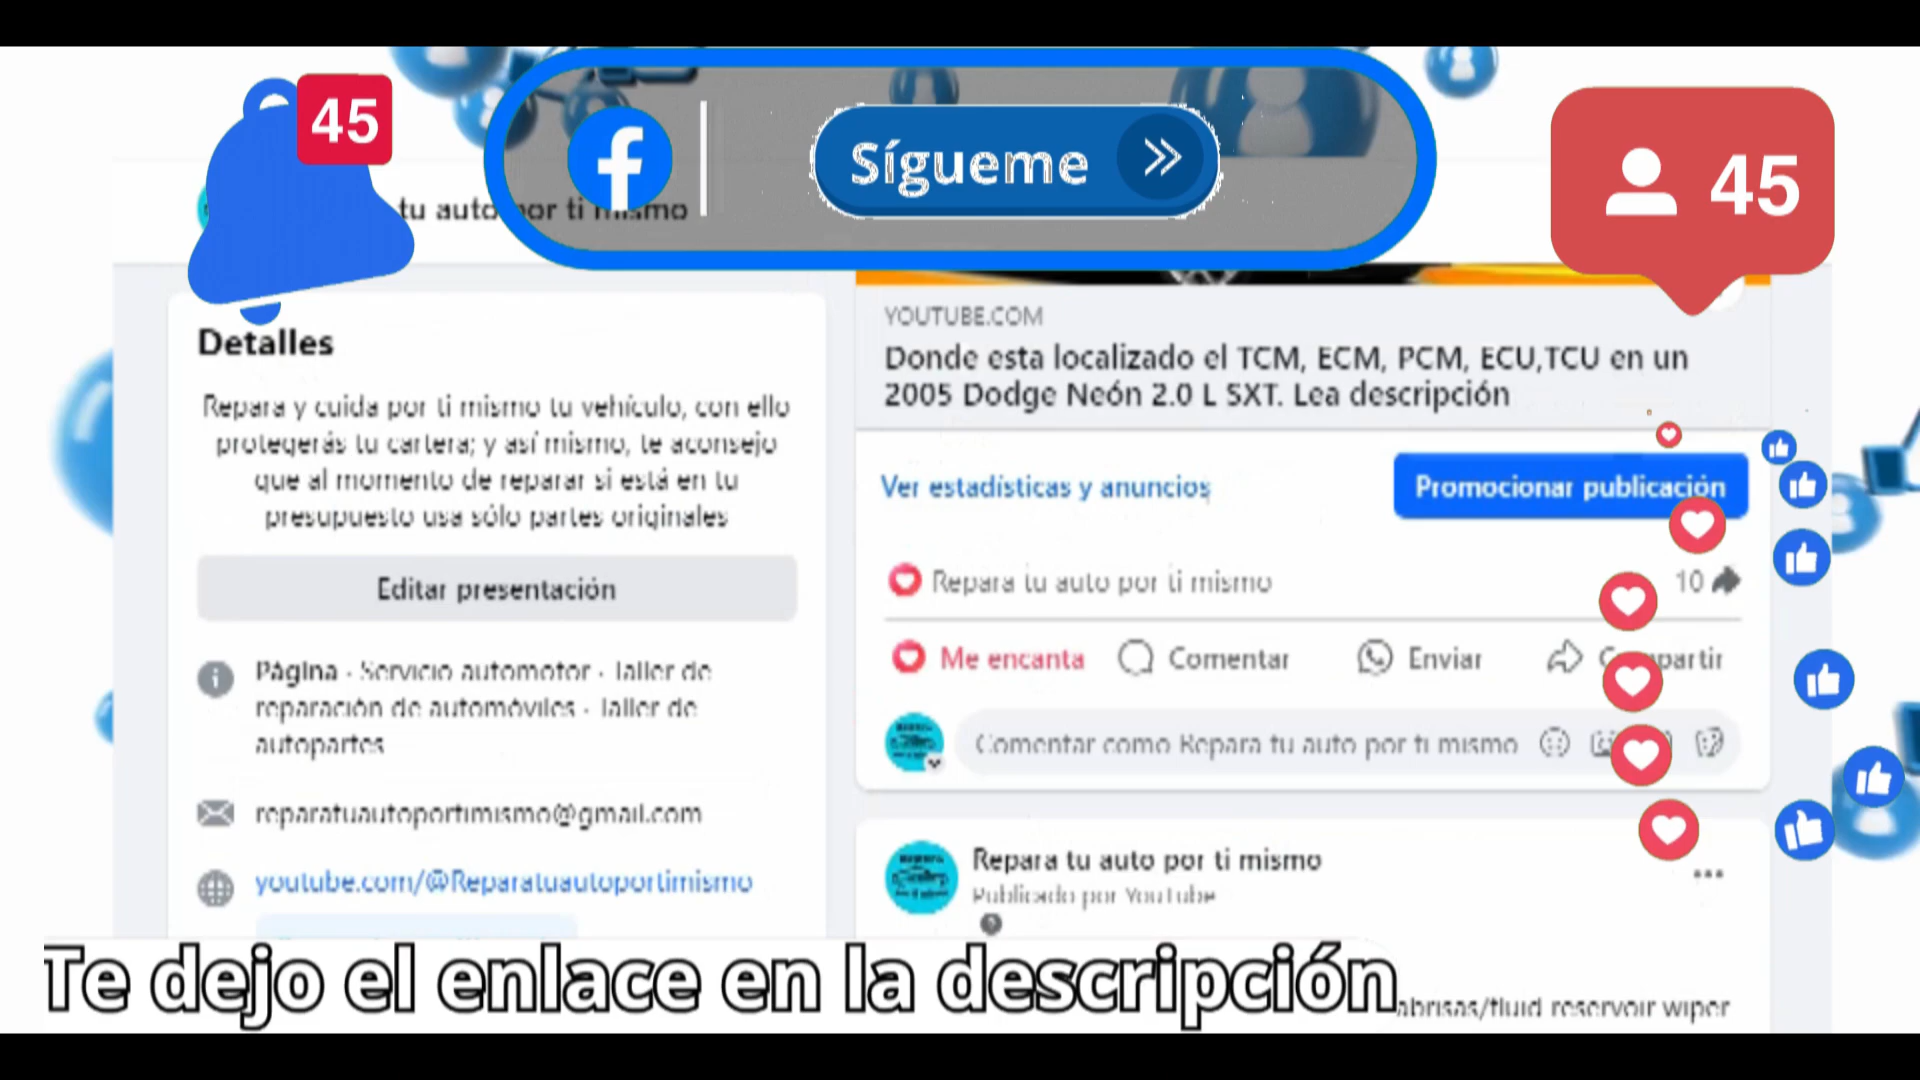 45
f
Sígueme
45
tu auto por ti mismo
Detalles
Repara y cuida por ti mismo tu vehículo, con ello
protegerás tu cartera; y así mismo, te aconsejo
que al momento de reparar si está en tu
presupuesto usa sólo partes originales
Editar presentación
Página · Servicio automotor · Taller de
reparación de automóviles · Taller de
autopartes
reparatuautoportimismo@gmail.com
youtube.com/@Reparatuautoportimismo
YOUTUBE.COM
Donde esta localizado el TCM, ECM, PCM, ECU,TCU en un
2005 Dodge Neón 2.0 L SXT. Lea descripción
Ver estadísticas y anuncios
Promocionar publicación
Repara tu auto por ti mismo
10
Me encanta
Comentar
Enviar
Compartir
Comentar como Repara tu auto por ti mismo
Repara tu auto por ti mismo
Publicado por YouTube
abrisas/fluid reservoir wiper
Te dejo el enlace en la descripción